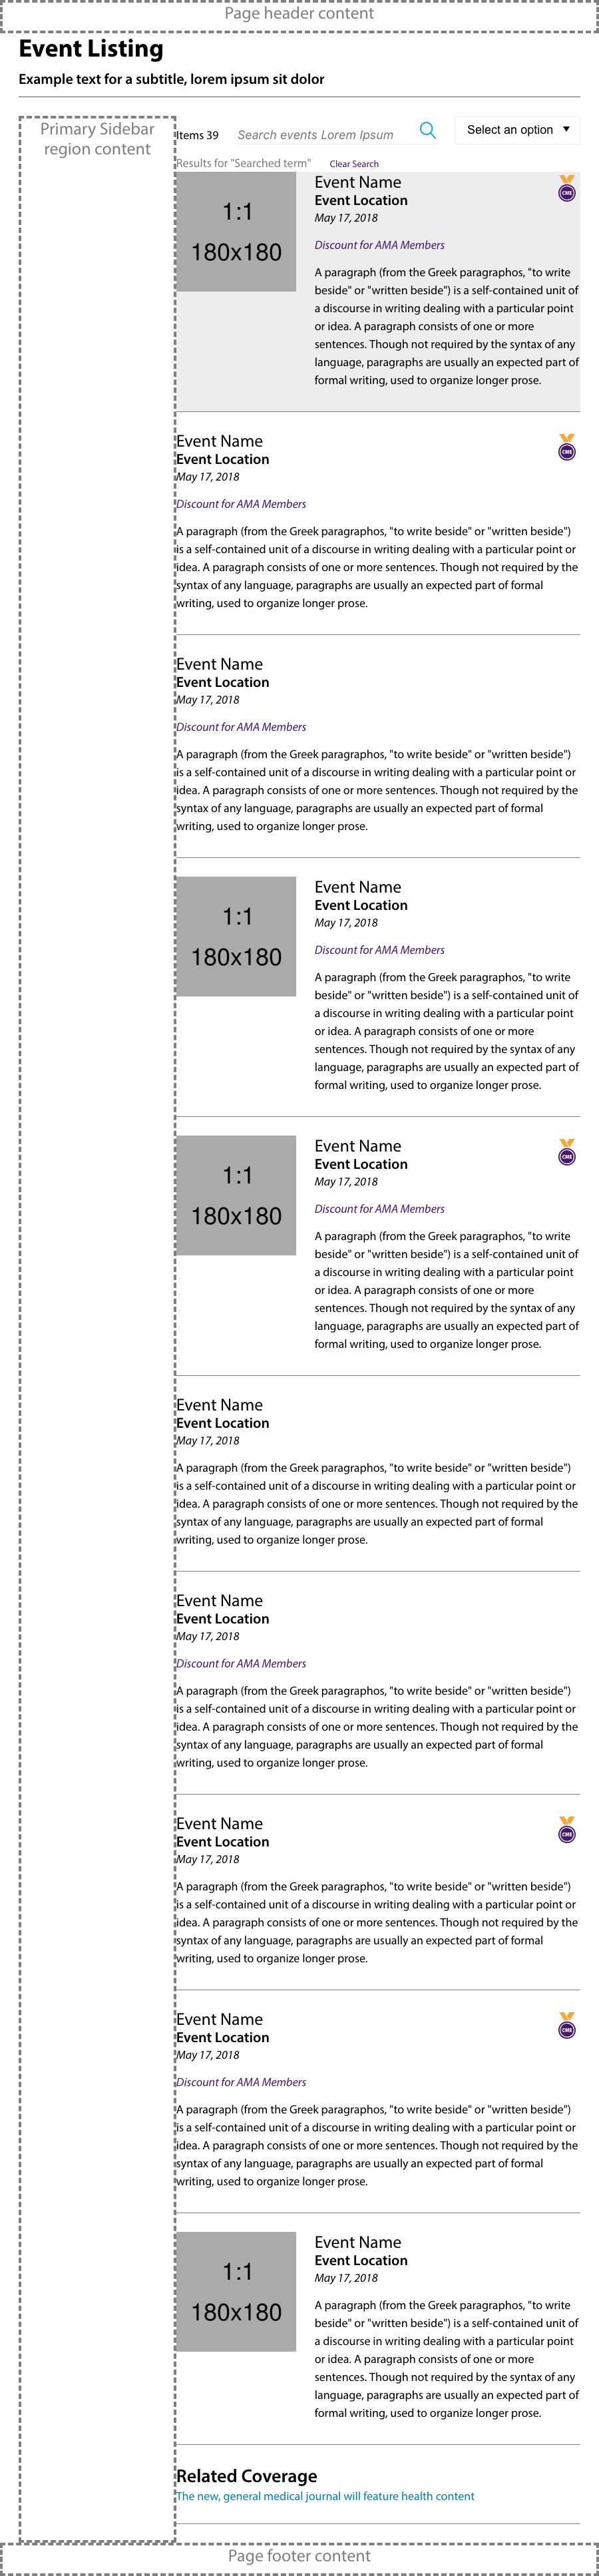 Page header content
Event Listing
Example text for a subtitle, lorem ipsum sit dolor
Primary Sidebar
region content
Items 39
Search events Lorem Ipsum
Select an option
Results for "Searched term"
Clear Search
1:1
180x180
Event Name
Event Location
May 17, 2018
CME
Discount for AMA Members
A paragraph (from the Greek paragraphos, "to write
beside" or "written beside") is a self-contained unit of
a discourse in writing dealing with a particular point
or idea. A paragraph consists of one or more
sentences. Though not required by the syntax of any
language, paragraphs are usually an expected part of
formal writing, used to organize longer prose.
Event Name
Event Location
May 17, 2018
CME
Discount for AMA Members
A paragraph (from the Greek paragraphos, "to write beside" or "written beside")
is a self-contained unit of a discourse in writing dealing with a particular point or
idea. A paragraph consists of one or more sentences. Though not required by the
syntax of any language, paragraphs are usually an expected part of formal
writing, used to organize longer prose.
Event Name
Event Location
May 17, 2018
Discount for AMA Members
A paragraph (from the Greek paragraphos, "to write beside" or "written beside")
is a self-contained unit of a discourse in writing dealing with a particular point or
idea. A paragraph consists of one or more sentences. Though not required by the
syntax of any language, paragraphs are usually an expected part of formal
writing, used to organize longer prose.
1:1
180x180
Event Name
Event Location
May 17, 2018
Discount for AMA Members
A paragraph (from the Greek paragraphos, "to write
beside" or "written beside") is a self-contained unit of
a discourse in writing dealing with a particular point
or idea. A paragraph consists of one or more
sentences. Though not required by the syntax of any
language, paragraphs are usually an expected part of
formal writing, used to organize longer prose.
1:1
180x180
Event Name
Event Location
May 17, 2018
CME
Discount for AMA Members
A paragraph (from the Greek paragraphos, "to write
beside" or "written beside") is a self-contained unit of
a discourse in writing dealing with a particular point
or idea. A paragraph consists of one or more
sentences. Though not required by the syntax of any
language, paragraphs are usually an expected part of
formal writing, used to organize longer prose.
Event Name
Event Location
May 17, 2018
A paragraph (from the Greek paragraphos, "to write beside" or "written beside")
is a self-contained unit of a discourse in writing dealing with a particular point or
idea. A paragraph consists of one or more sentences. Though not required by the
syntax of any language, paragraphs are usually an expected part of formal
writing, used to organize longer prose.
Event Name
Event Location
May 17, 2018
Discount for AMA Members
A paragraph (from the Greek paragraphos, "to write beside" or "written beside")
is a self-contained unit of a discourse in writing dealing with a particular point or
idea. A paragraph consists of one or more sentences. Though not required by the
syntax of any language, paragraphs are usually an expected part of formal
writing, used to organize longer prose.
Event Name
Event Location
May 17, 2018
CME
A paragraph (from the Greek paragraphos, "to write beside" or "written beside")
is a self-contained unit of a discourse in writing dealing with a particular point or
idea. A paragraph consists of one or more sentences. Though not required by the
syntax of any language, paragraphs are usually an expected part of formal
writing, used to organize longer prose.
Event Name
Event Location
May 17, 2018
CME
Discount for AMA Members
A paragraph (from the Greek paragraphos, "to write beside" or "written beside")
is a self-contained unit of a discourse in writing dealing with a particular point or
idea. A paragraph consists of one or more sentences. Though not required by the
syntax of any language, paragraphs are usually an expected part of formal
writing, used to organize longer prose.
1:1
180x180
Event Name
Event Location
May 17, 2018
A paragraph (from the Greek paragraphos, "to write
beside" or "written beside") is a self-contained unit of
a discourse in writing dealing with a particular point
or idea. A paragraph consists of one or more
sentences. Though not required by the syntax of any
language, paragraphs are usually an expected part of
formal writing, used to organize longer prose.
Related Coverage
The new, general medical journal will feature health content
Page footer content